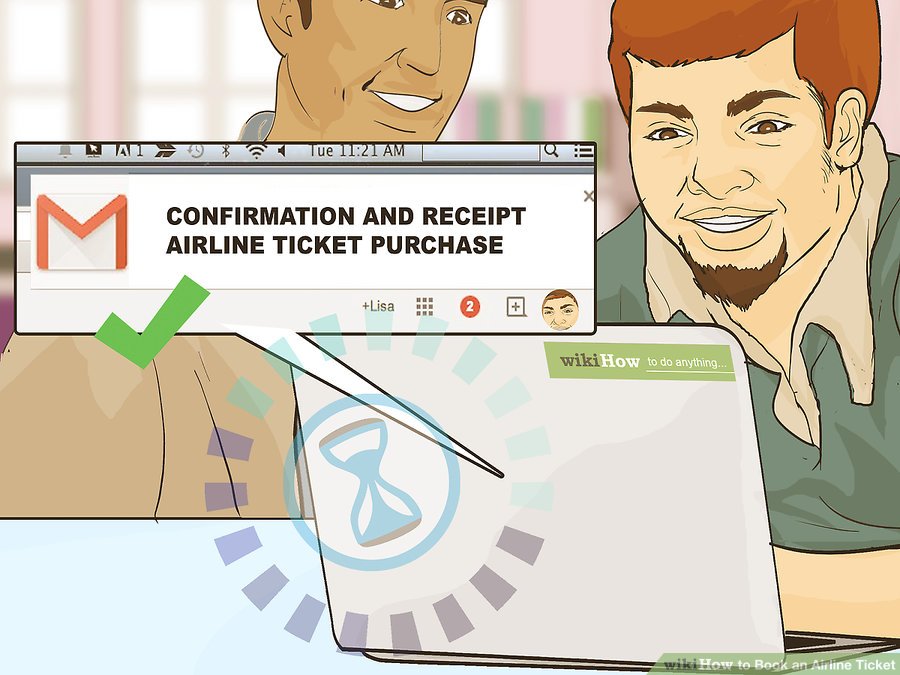 1 Tue 11:21 AM
CONFIRMATION AND RECEIPT
AIRLINE TICKET PURCHASE
+Lisa
2
wikiHow to do anything...
wikiHow to Book an Airline Ticket